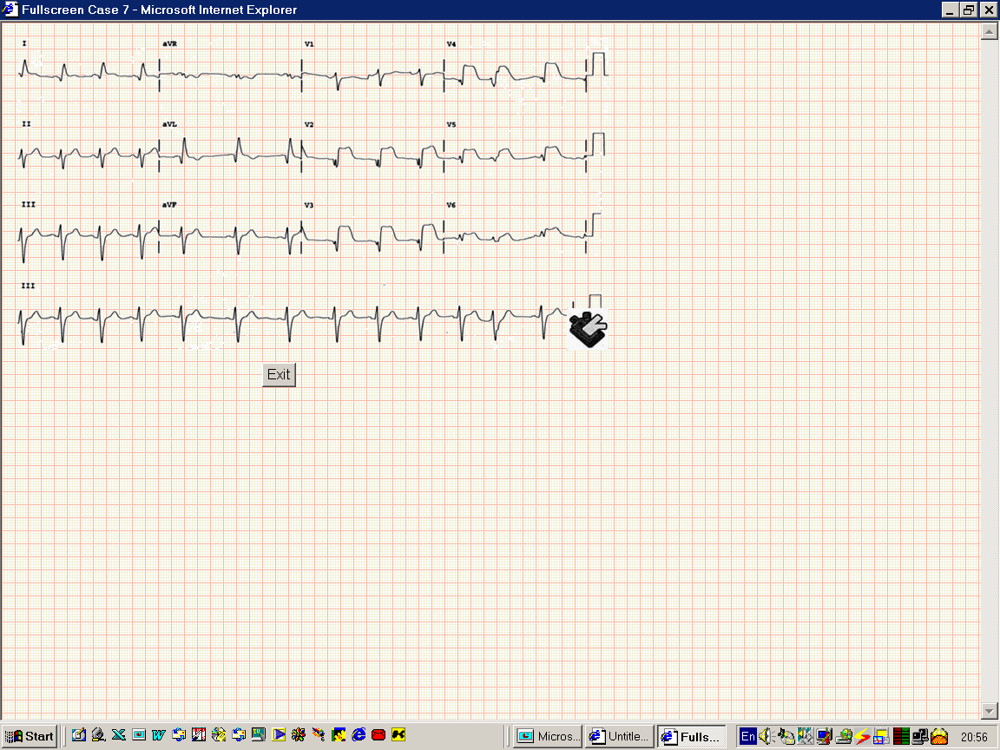 Fullscreen Case 7 - Microsoft Internet Explorer
I aVR V1 V4
II aVL V2 V5
III aVF V3 V6
III
Exit
Start Micros... Untitle... Fulls... En 20:56